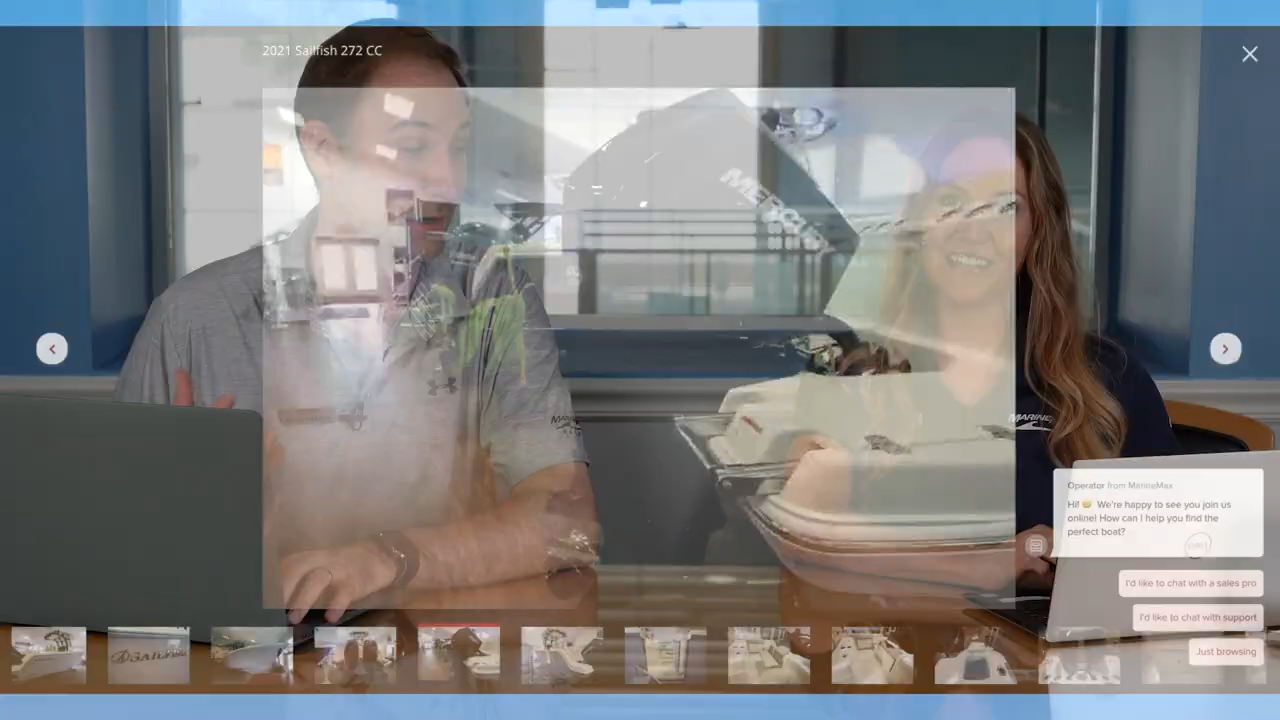 2021 Sailfish 272 CC
Operator from MarineMax
Hi! We're happy to see you join us
online! How can I help you find the
perfect boat?
I'd like to chat with a sales pro
I'd like to chat with support
Just browsing